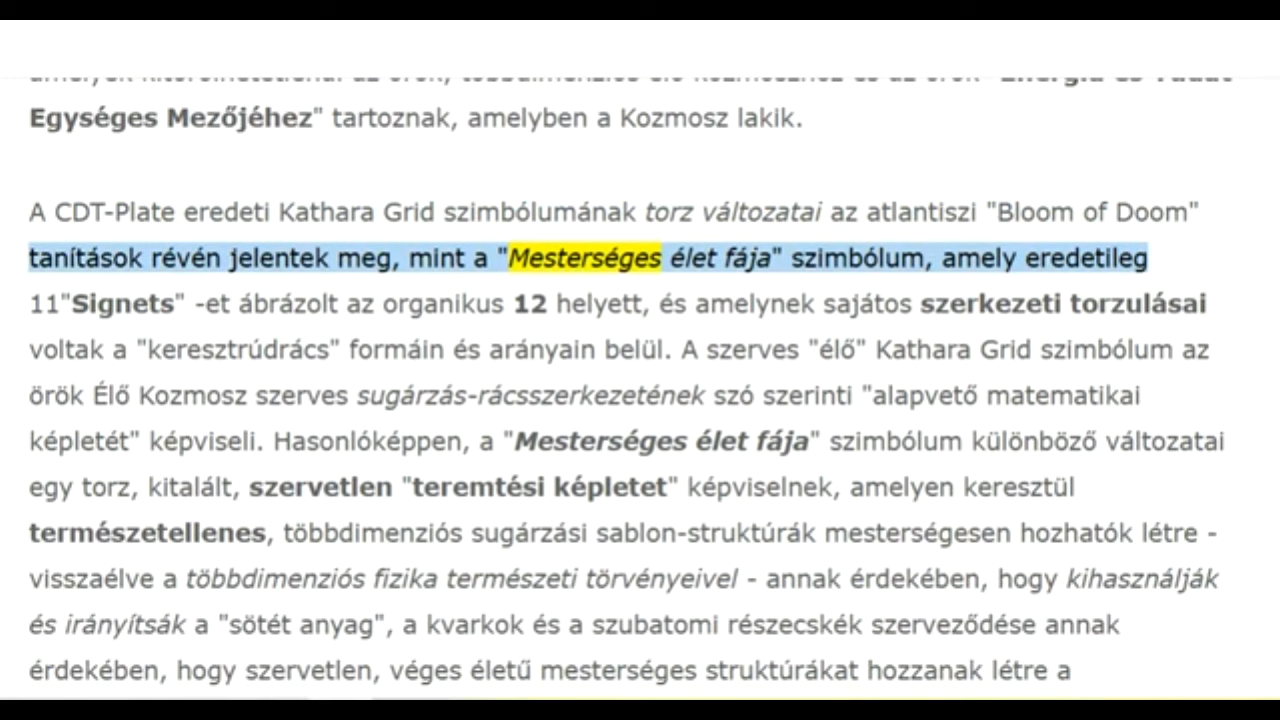 Egységes Mezőjéhez" tartoznak, amelyben a Kozmosz lakik.
A CDT-Plate eredeti Kathara Grid szimbólumának torz változatai az atlantiszi "Bloom of Doom"
tanítások révén jelentek meg, mint a "Mesterséges élet fája" szimbólum, amely eredetileg
11"Signets" -et ábrázolt az organikus 12 helyett, és amelynek sajátos szerkezeti torzulásai
voltak a "keresztrúdrács" formáin és arányain belül. A szerves "élő" Kathara Grid szimbólum az
örök Élő Kozmosz szerves sugárzás-rácsszerkezetének szó szerinti "alapvető matematikai
képletét" képviseli. Hasonlóképpen, a "Mesterséges élet fája" szimbólum különböző változatai
egy torz, kitalált, szervetlen "teremtési képletet" képviselnek, amelyen keresztül
természetellenes, többdimenziós sugárzási sablon-struktúrák mesterségesen hozhatók létre -
visszaélve a többdimenziós fizika természeti törvényeivel - annak érdekében, hogy kihasználják
és irányítsák a "sötét anyag", a kvarkok és a szubatomi részecskék szerveződése annak
érdekében, hogy szervetlen, véges életű mesterséges struktúrákat hozzanak létre a